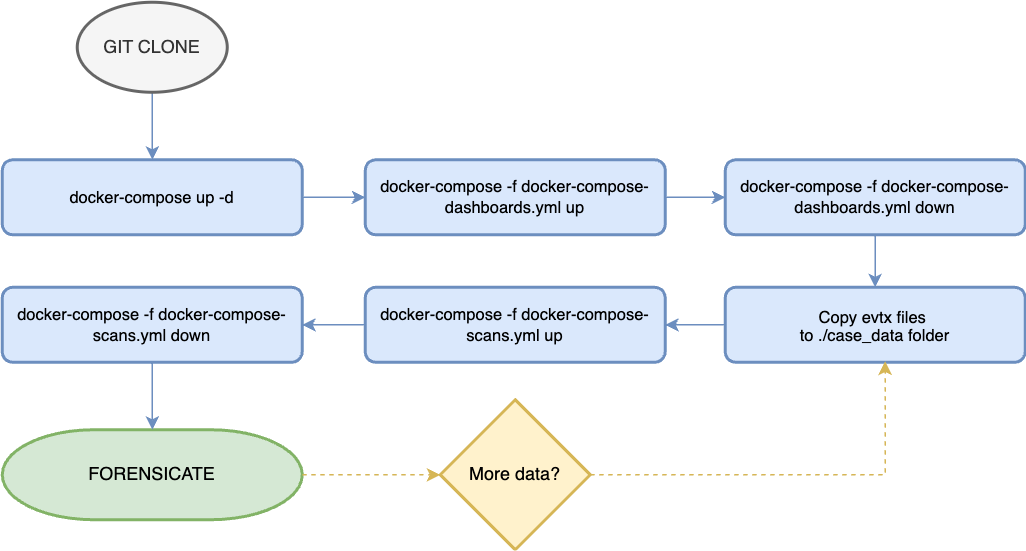 GIT CLONE
docker-compose up -d
docker-compose -f docker-compose-
dashboards.yml up
docker-compose -f docker-compose-
dashboards.yml down
Copy evtx files
to ./case_data folder
docker-compose -f docker-compose-
scans.yml up
docker-compose -f docker-compose-
scans.yml down
FORENSICATE
More data?